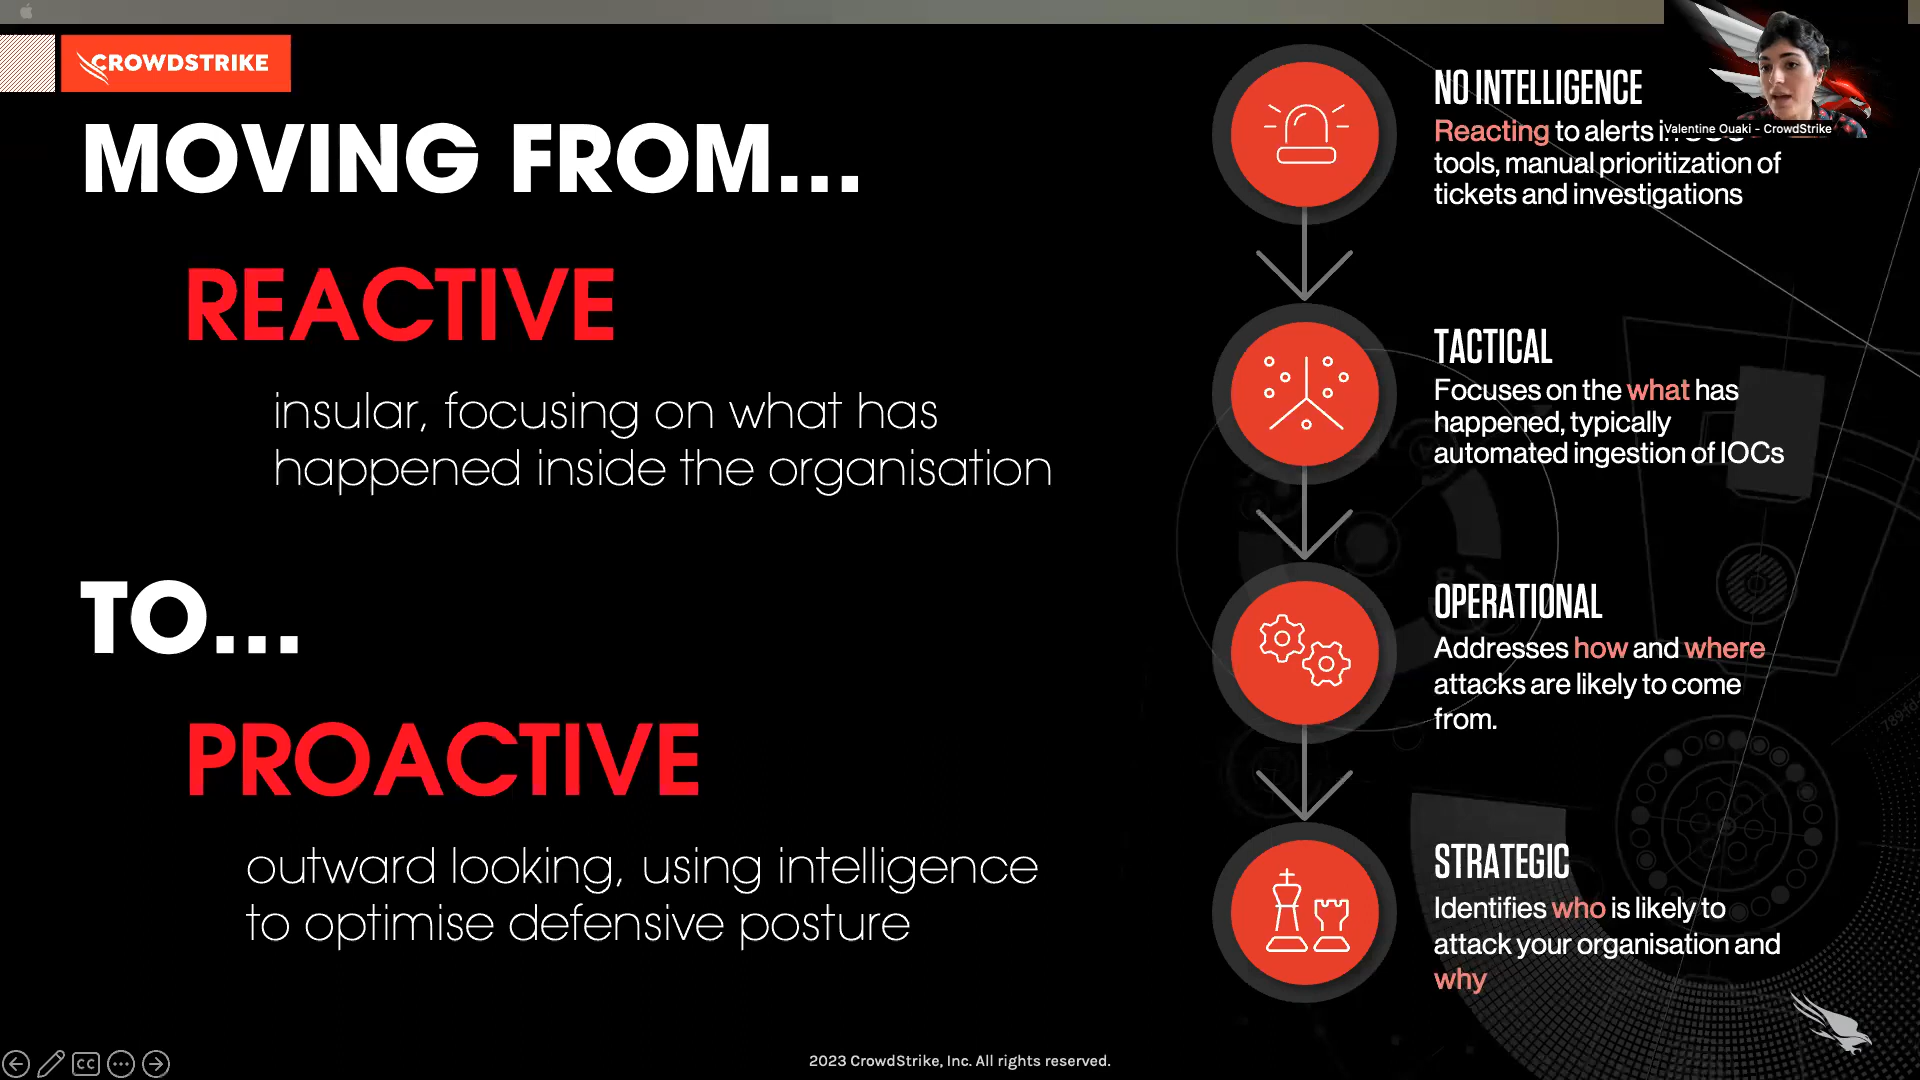 CROWDSTRIKE
MOVING FROM...
REACTIVE
insular, focusing on what has
happened inside the organisation
TO...
PROACTIVE
outward looking, using intelligence
to optimise defensive posture
NO INTELLIGENCE
Reacting to alerts
tools, manual prioritization of
tickets and investigations
TACTICAL
Focuses on the what has
happened, typically
automated ingestion of IOCs
OPERATIONAL
Addresses how and where
attacks are likely to come
from.
STRATEGIC
Identifies who is likely to
attack your organisation and
why
Valentine Ouaki - CrowdStrike
CC
2023 CrowdStrike, Inc. All rights reserved.